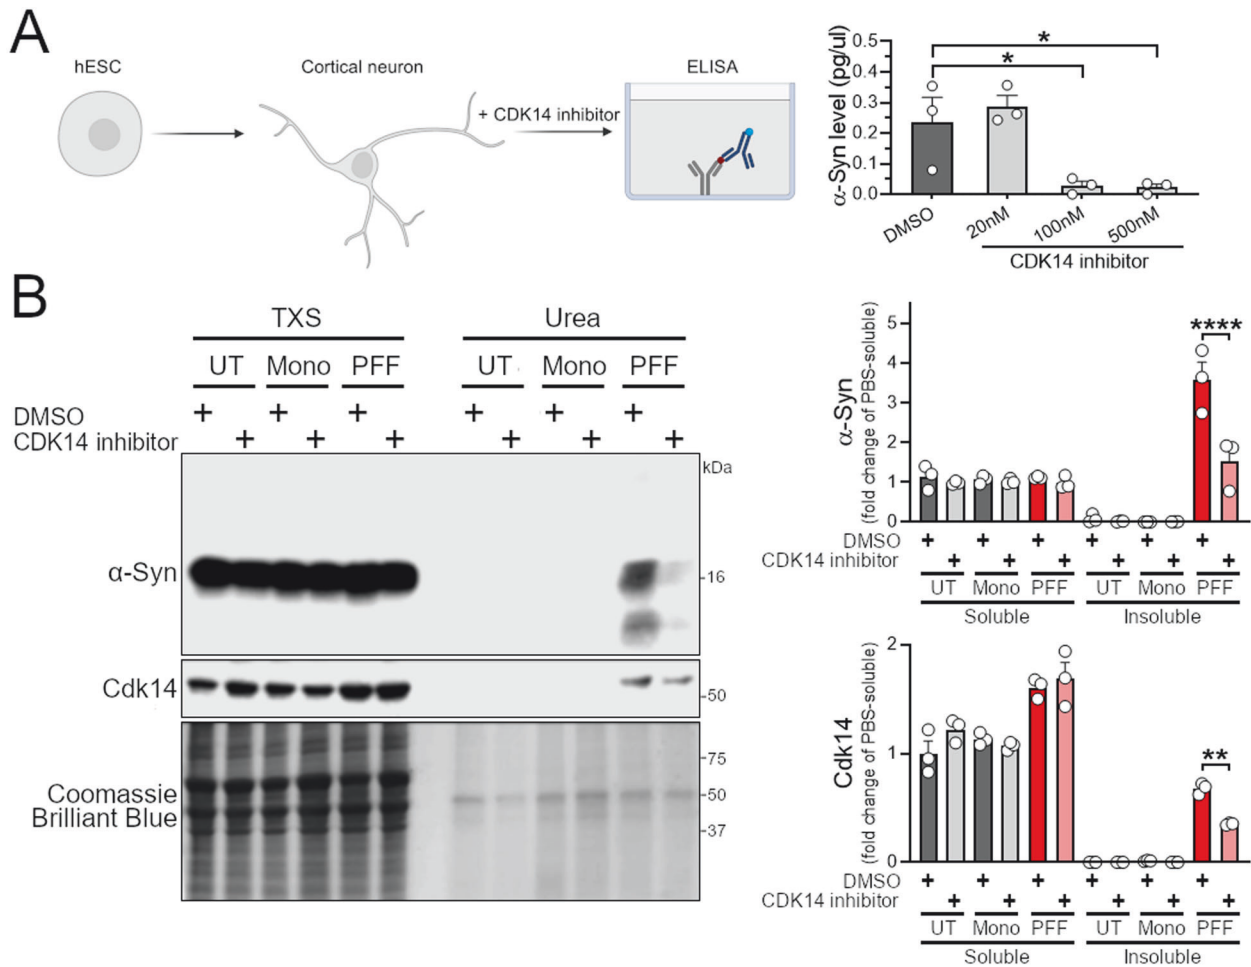 A
hESC
Cortical neuron
+ CDK14 inhibitor
ELISA
α-Syn level (pg/ul)
0.5
0.4
0.3
0.2
0.1
0.0
*
*
DMSO
20nM
100nM
500nM
CDK14 inhibitor
B
TXS
Urea
UT
Mono
PFF
UT
Mono
PFF
DMSO
+
+
+
+
+
+
CDK14 inhibitor
+
+
+
+
+
+
kDa
α-Syn
-16
Cdk14
-50
Coomassie
Brilliant Blue
-75
-50
-37
α-Syn
(fold change of PBS-soluble)
5
4
3
2
1
0
****
DMSO
+
+
+
+
+
+
CDK14 inhibitor
+
+
+
+
+
+
UT
Mono
PFF
UT
Mono
PFF
Soluble
Insoluble
Cdk14
(fold change of PBS-soluble)
2
1
0
**
DMSO
+
+
+
+
+
+
CDK14 inhibitor
+
+
+
+
+
+
UT
Mono
PFF
UT
Mono
PFF
Soluble
Insoluble